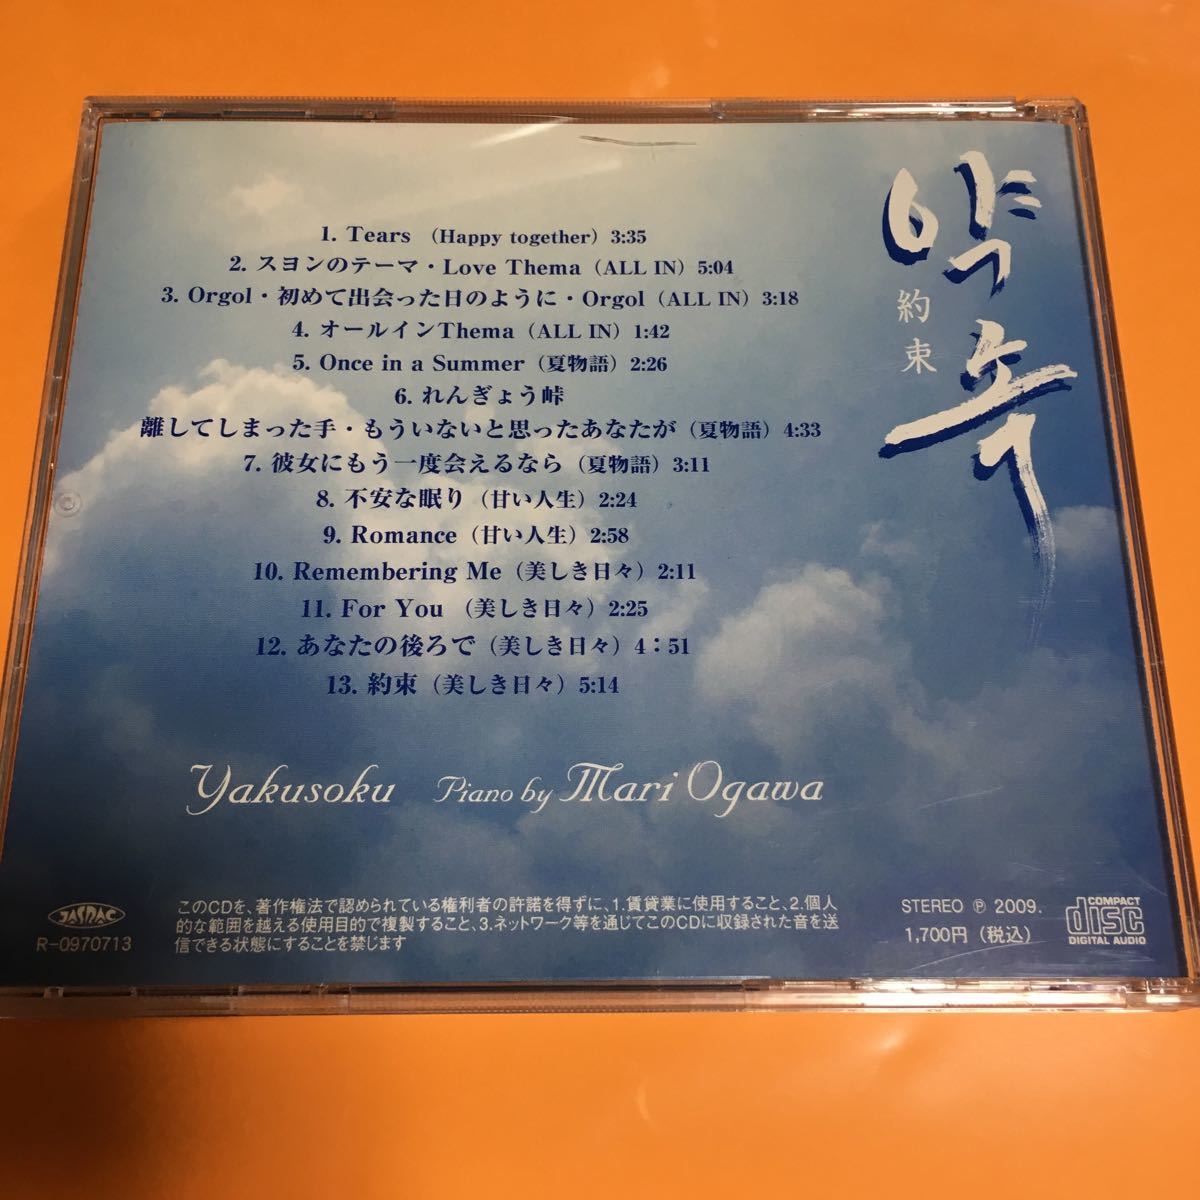 1. Tears （Happy together）3:35
2. スヨンのテーマ・Love Thema（ALL IN）5:04
3. Orgol・初めて出会った日のように・Orgol（ALL IN）3:18
4. オールインThema（ALL IN）1:42
5. Once in a Summer（夏物語）2:26
6. れんぎょう峠
離してしまった手・もういないと思ったあなたが（夏物語）4:33
7. 彼女にもう一度会えるなら（夏物語）3:11
8. 不安な眠り（甘い人生）2:24
9. Romance（甘い人生）2:58
10. Remembering Me（美しき日々）2:11
11. For You （美しき日々）2:25
12. あなたの後ろで（美しき日々）4：51
13. 約束（美しき日々）5:14
약속
約束
Yakusoku Piano by Mari Ogawa
JASRAC
R-0970713
このCDを、著作権法で認められている権利者の許諾を得ずに、1.賃貸業に使用すること、2.個人
的な範囲を越える使用目的で複製すること、3.ネットワーク等を通じてこのCDに収録された音を送
信できる状態にすることを禁じます
STEREO Ⓟ 2009.
1,700円（税込）
COMPACT
disc
DIGITAL AUDIO